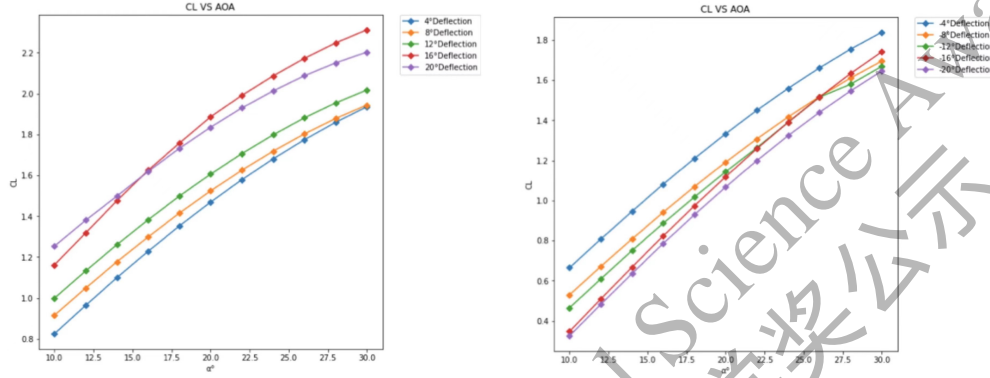 CL VS AOA
4°Deflection
8°Deflection
12°Deflection
16°Deflection
20°Deflection
CL
2.2
2.0
1.8
1.6
1.4
1.2
1.0
0.8
10.0 12.5 15.0 17.5 20.0 22.5 25.0 27.5 30.0
α°
CL VS AOA
-4°Deflection
-8°Deflection
-12°Deflection
-16°Deflection
-20°Deflection
CL
1.8
1.6
1.4
1.2
1.0
0.8
0.6
0.4
10.0 12.5 15.0 17.5 20.0 22.5 25.0 27.5 30.0
α°
Science
奖公示